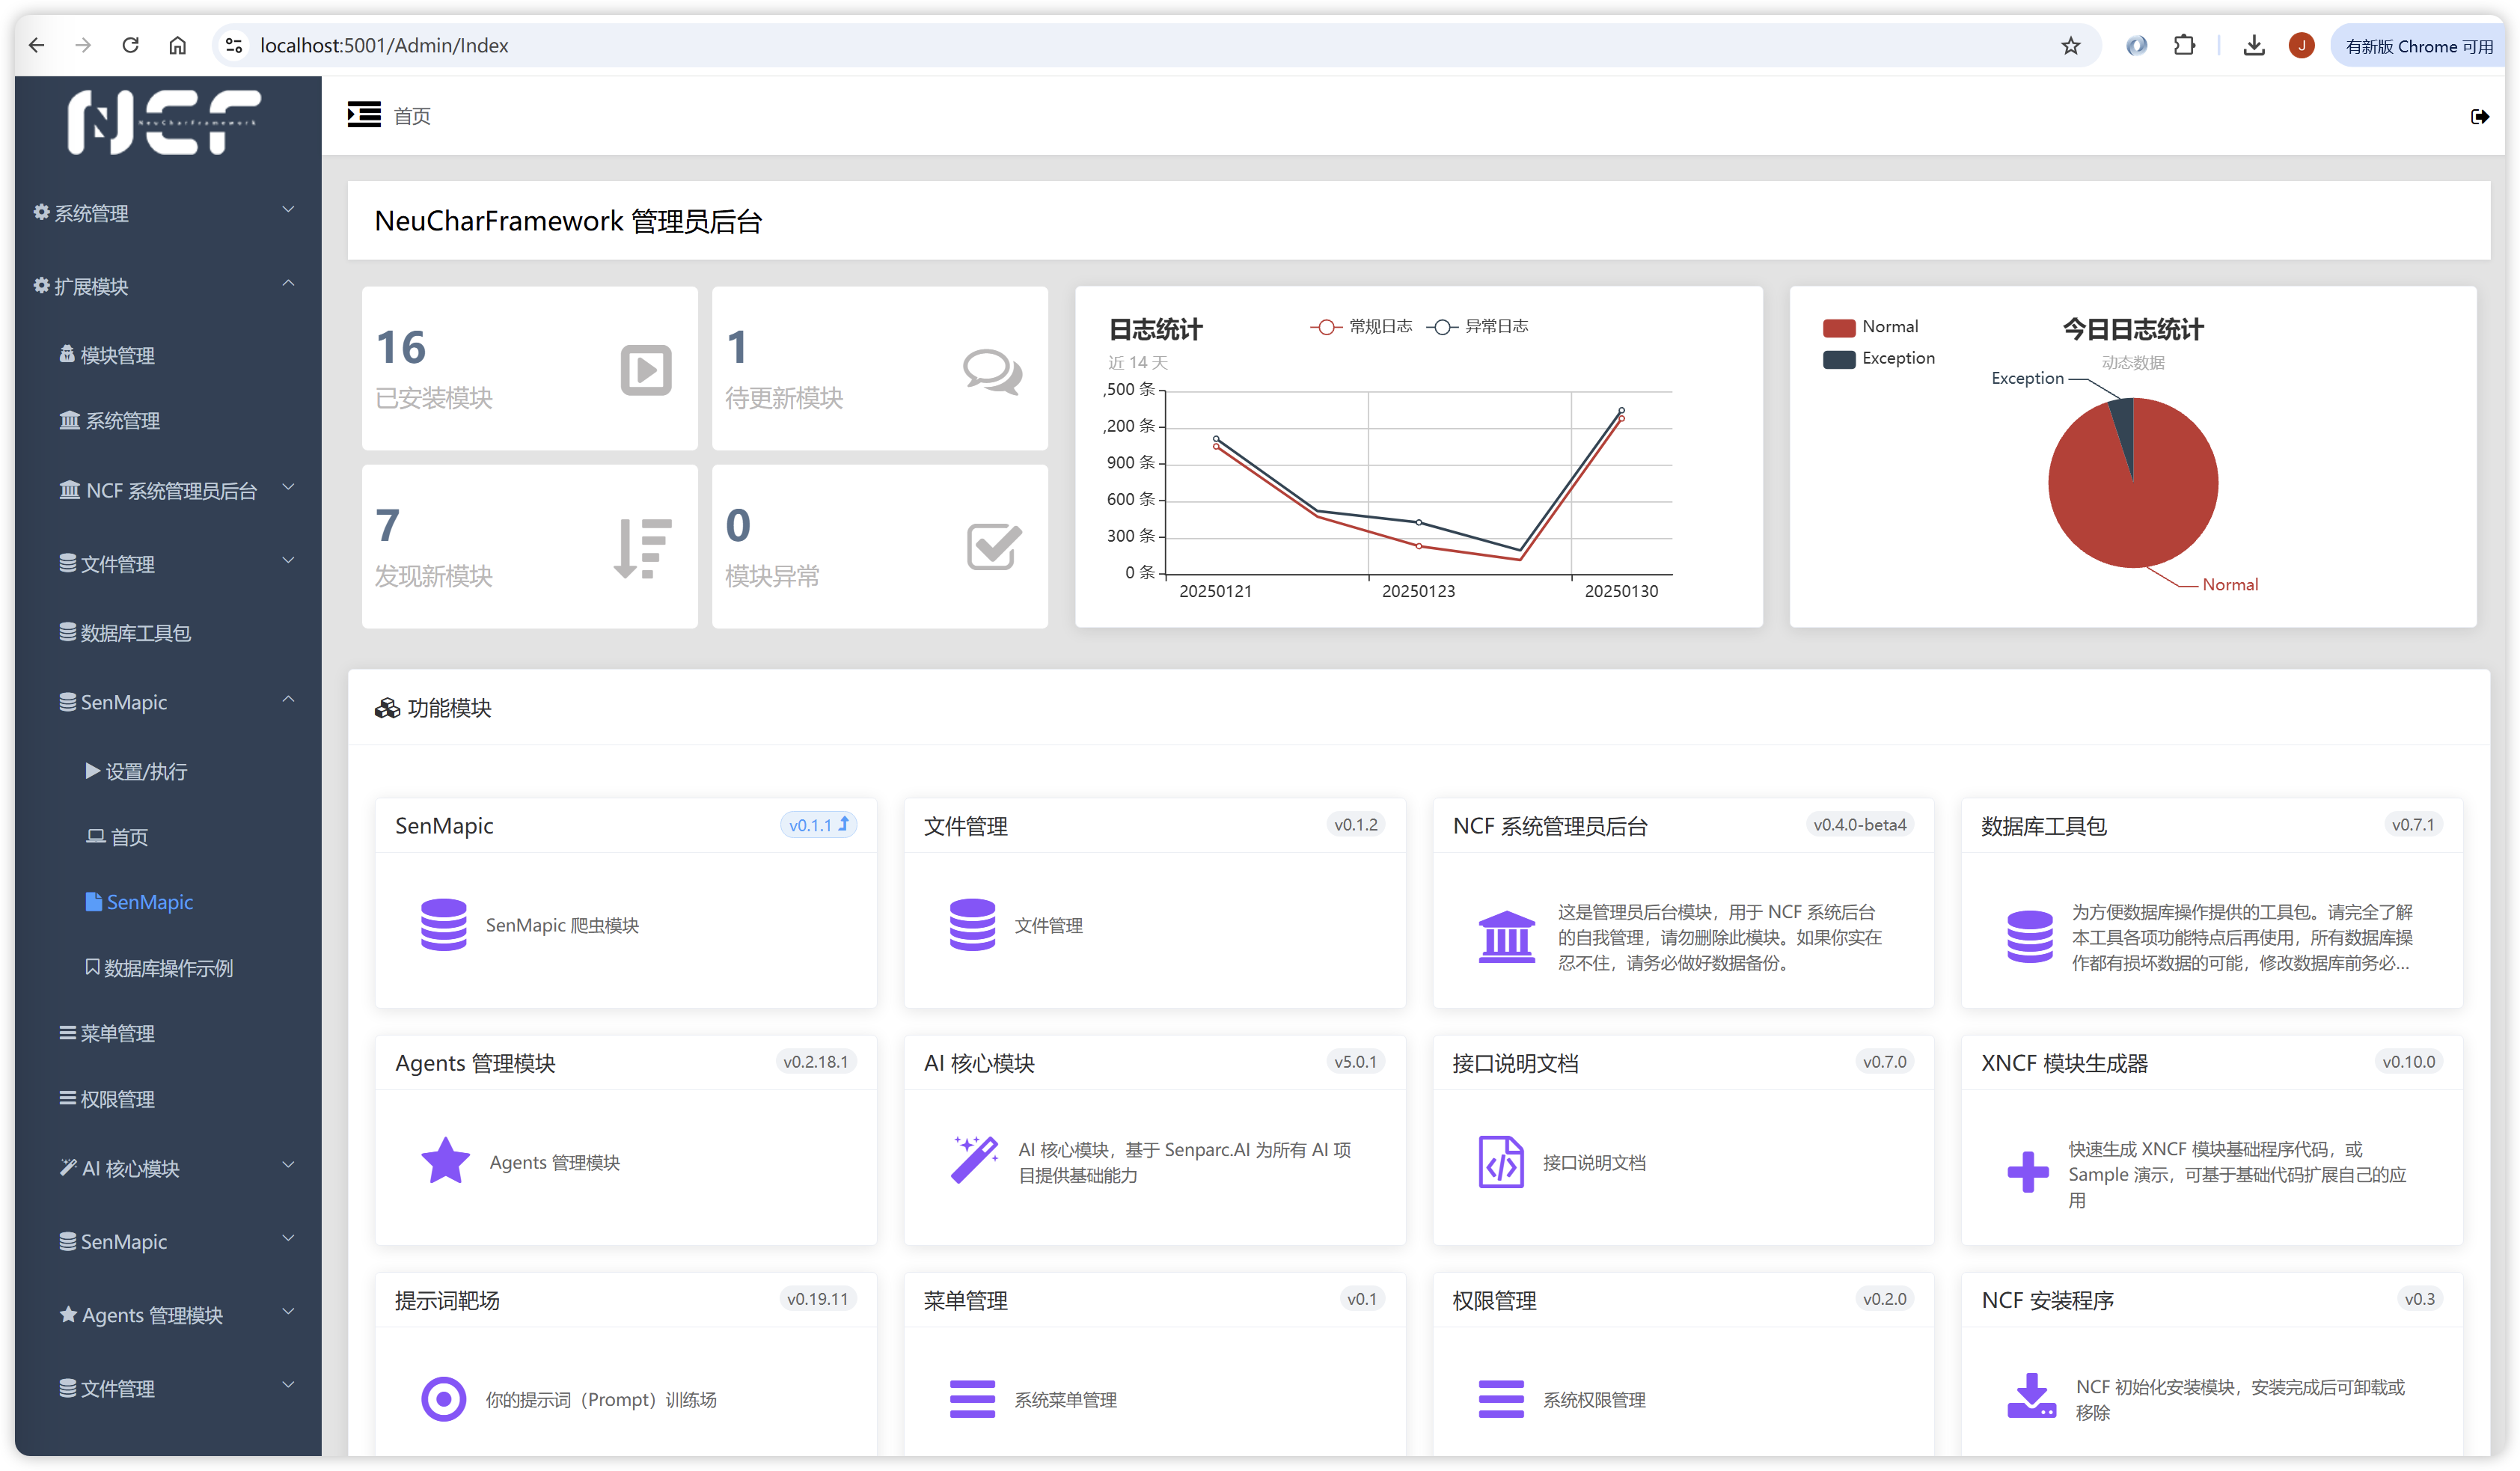 localhost:5001/Admin/Index
J
有新版 Chrome 可用
NCF
NeuCharFramework
系统管理
扩展模块
模块管理
系统管理
NCF 系统管理员后台
文件管理
数据库工具包
SenMapic
设置/执行
首页
SenMapic
数据库操作示例
菜单管理
权限管理
AI 核心模块
SenMapic
Agents 管理模块
文件管理
首页
NeuCharFramework 管理员后台
16
已安装模块
1
待更新模块
7
发现新模块
0
模块异常
日志统计
近 14 天
常规日志
异常日志
,500 条
,200 条
900 条
600 条
300 条
0 条
20250121
20250123
20250130
Normal
Exception
今日日志统计
动态数据
Exception
Normal
功能模块
SenMapic
v0.1.1
SenMapic 爬虫模块
文件管理
v0.1.2
文件管理
NCF 系统管理员后台
v0.4.0-beta4
这是管理员后台模块，用于 NCF 系统后台
的自我管理，请勿删除此模块。如果你实在
忍不住，请务必做好数据备份。
数据库工具包
v0.7.1
为方便数据库操作提供的工具包。请完全了解
本工具各项功能特点后再使用，所有数据库操
作都有损坏数据的可能，修改数据库前务必...
Agents 管理模块
v0.2.18.1
Agents 管理模块
AI 核心模块
v5.0.1
AI 核心模块，基于 Senparc.AI 为所有 AI 项
目提供基础能力
接口说明文档
v0.7.0
接口说明文档
XNCF 模块生成器
v0.10.0
快速生成 XNCF 模块基础程序代码，或
Sample 演示，可基于基础代码扩展自己的应
用
提示词靶场
v0.19.11
你的提示词（Prompt）训练场
菜单管理
v0.1
系统菜单管理
权限管理
v0.2.0
系统权限管理
NCF 安装程序
v0.3
NCF 初始化安装模块，安装完成后可卸载或
移除